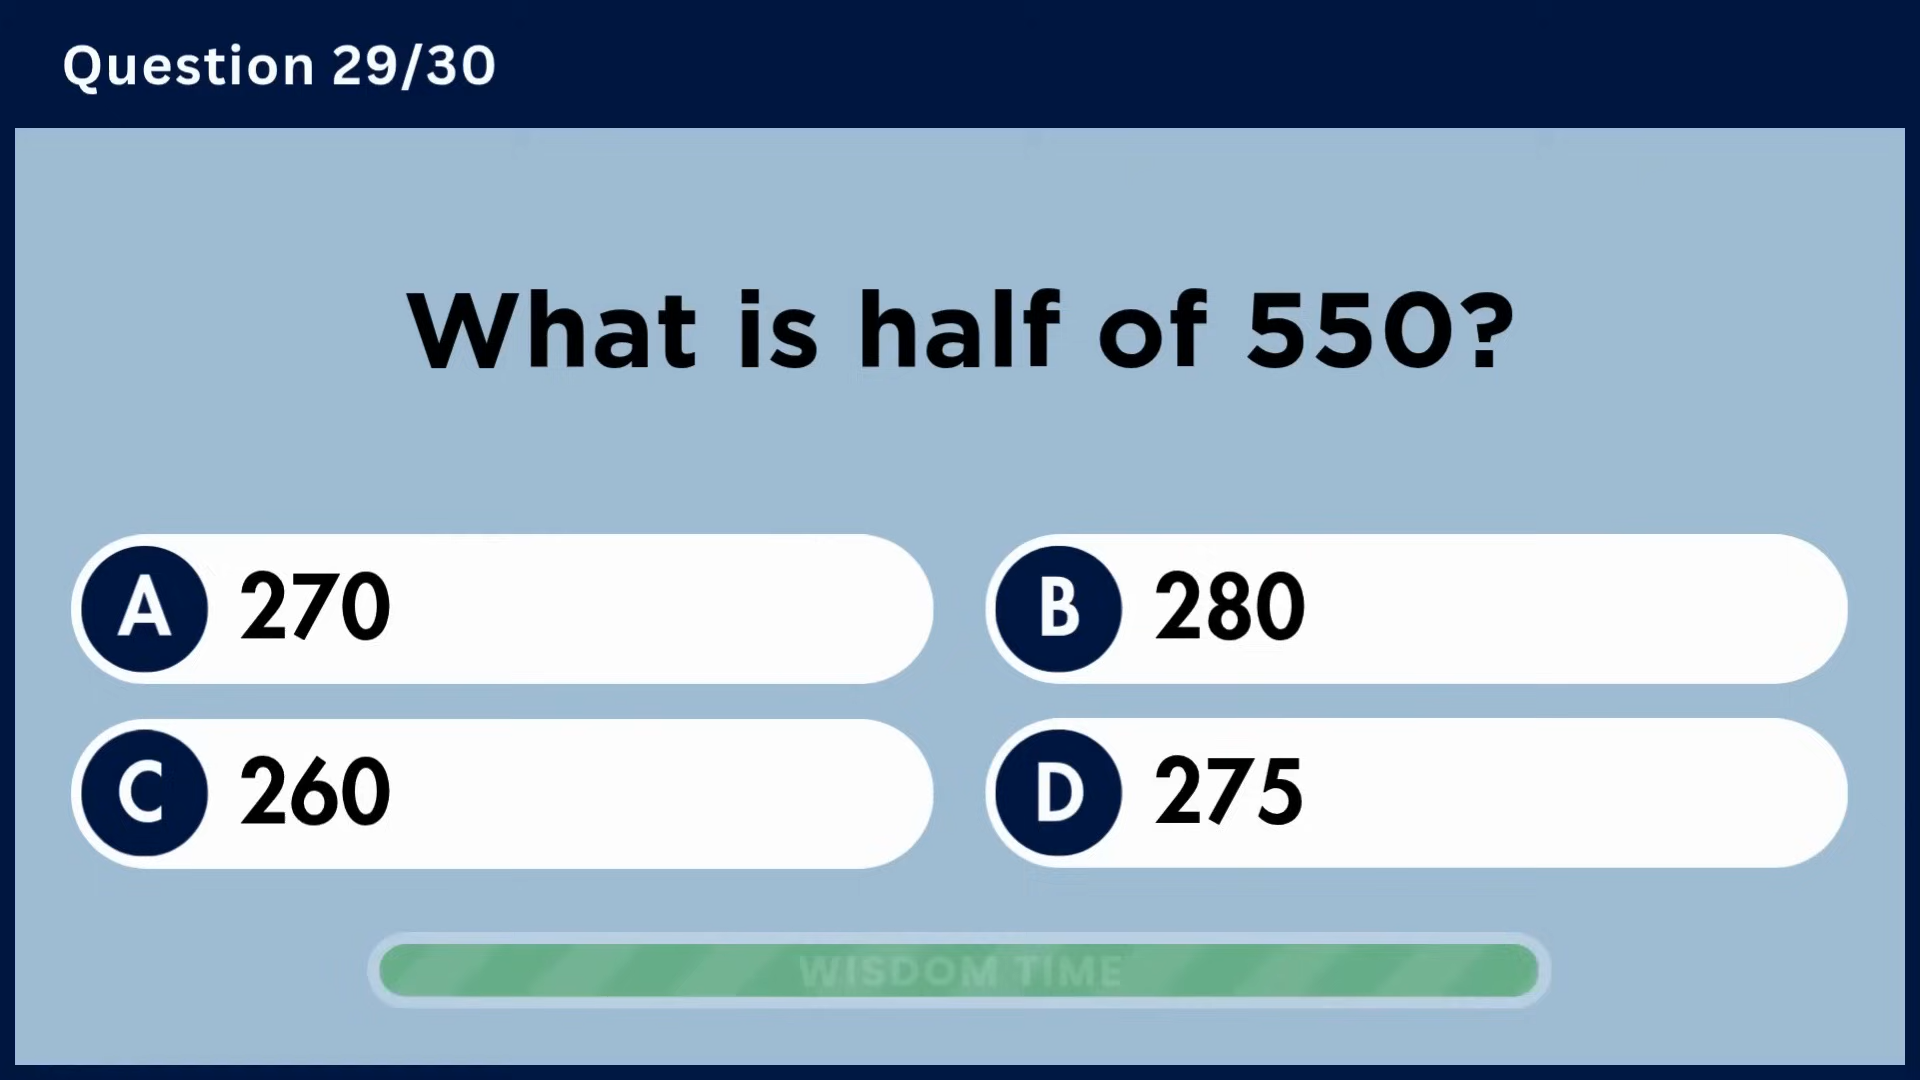 Question 29/30
What is half of 550?
A 270
B 280
C 260
D 275
WISDOM TIME